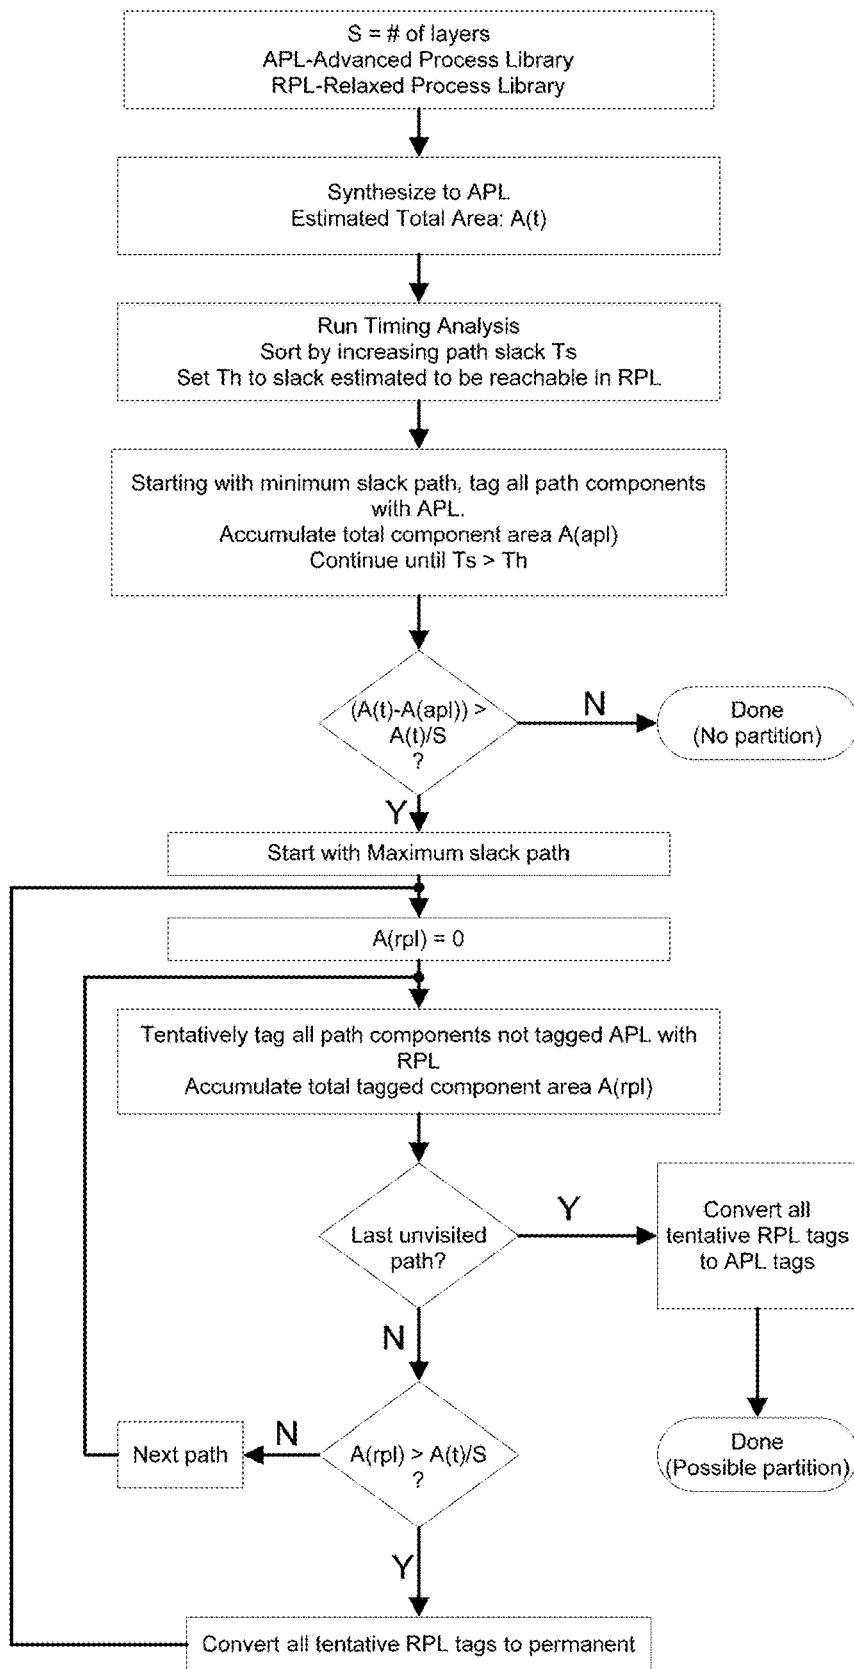 S = # of layers
APL-Advanced Process Library
RPL-Relaxed Process Library
Synthesize to APL
Estimated Total Area: A(t)
Run Timing Analysis
Sort by increasing path slack Ts
Set Th to slack estimated to be reachable in RPL
Starting with minimum slack path, tag all path components
with APL.
Accumulate total component area A(apl)
Continue until Ts > Th
(A(t)-A(apl)) >
A(t)/S
?
N
Done
(No partition)
Y
Start with Maximum slack path
A(rpl) = 0
Tentatively tag all path components not tagged APL with
RPL
Accumulate total tagged component area A(rpl)
Last unvisited
path?
Y
Convert all
tentative RPL tags
to APL tags
N
Done
(Possible partition)
A(rpl) > A(t)/S
?
N
Next path
Y
Convert all tentative RPL tags to permanent